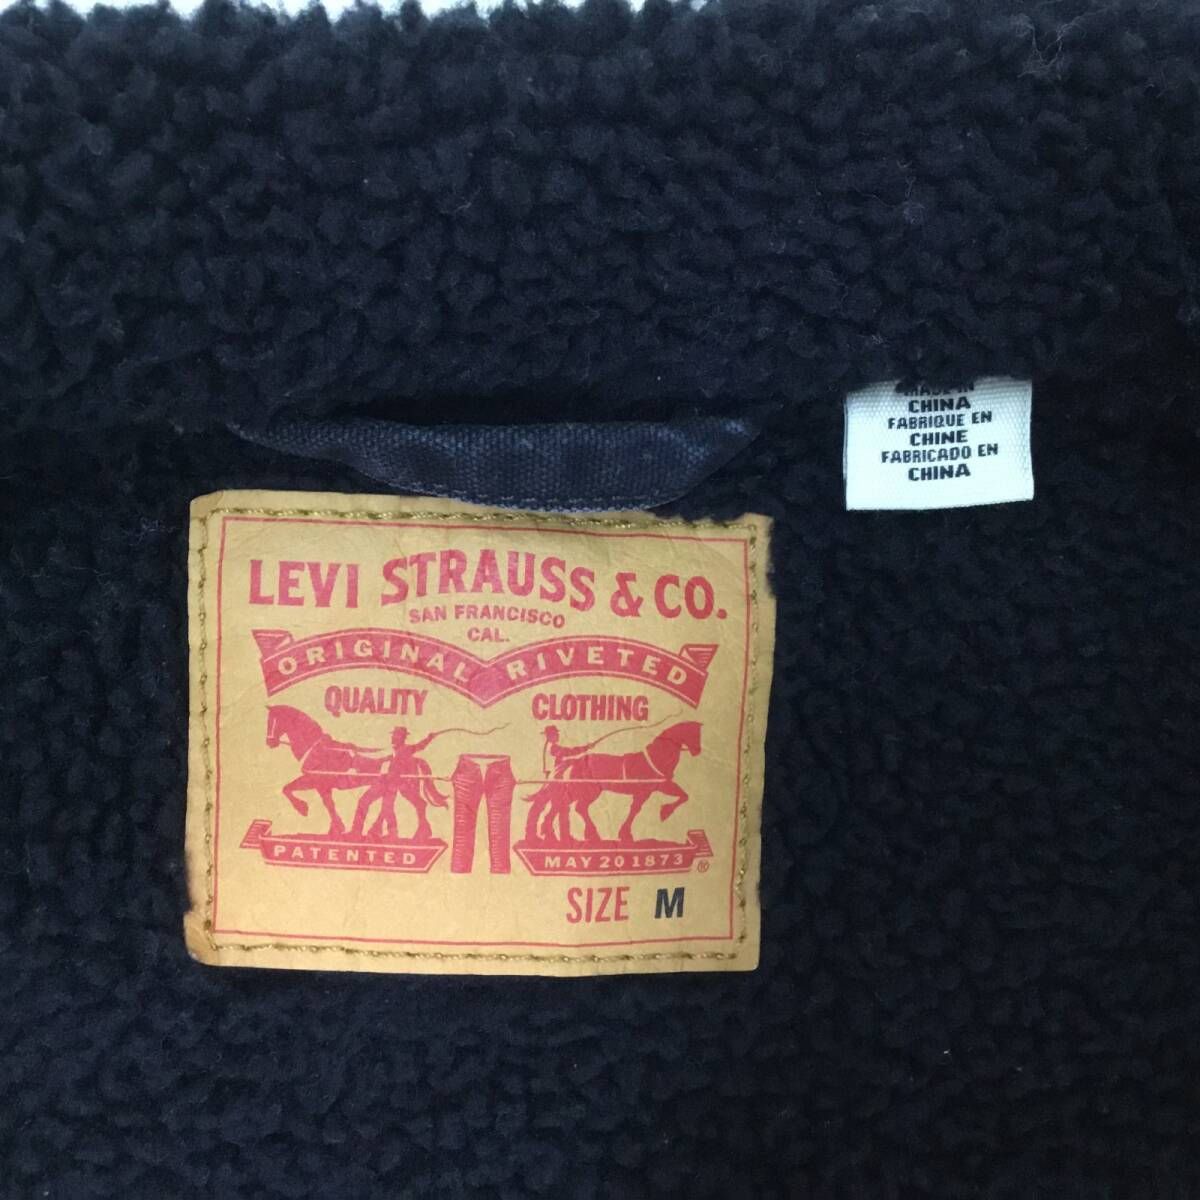 MADE IN
CHINA
FABRIQUE EN
CHINE
FABRICADO EN
CHINA
LEVI STRAUSS & CO.
SAN FRANCISCO
CAL.
ORIGINAL RIVETED
QUALITY CLOTHING
PATENTED MAY 20 1873 ®
SIZE M